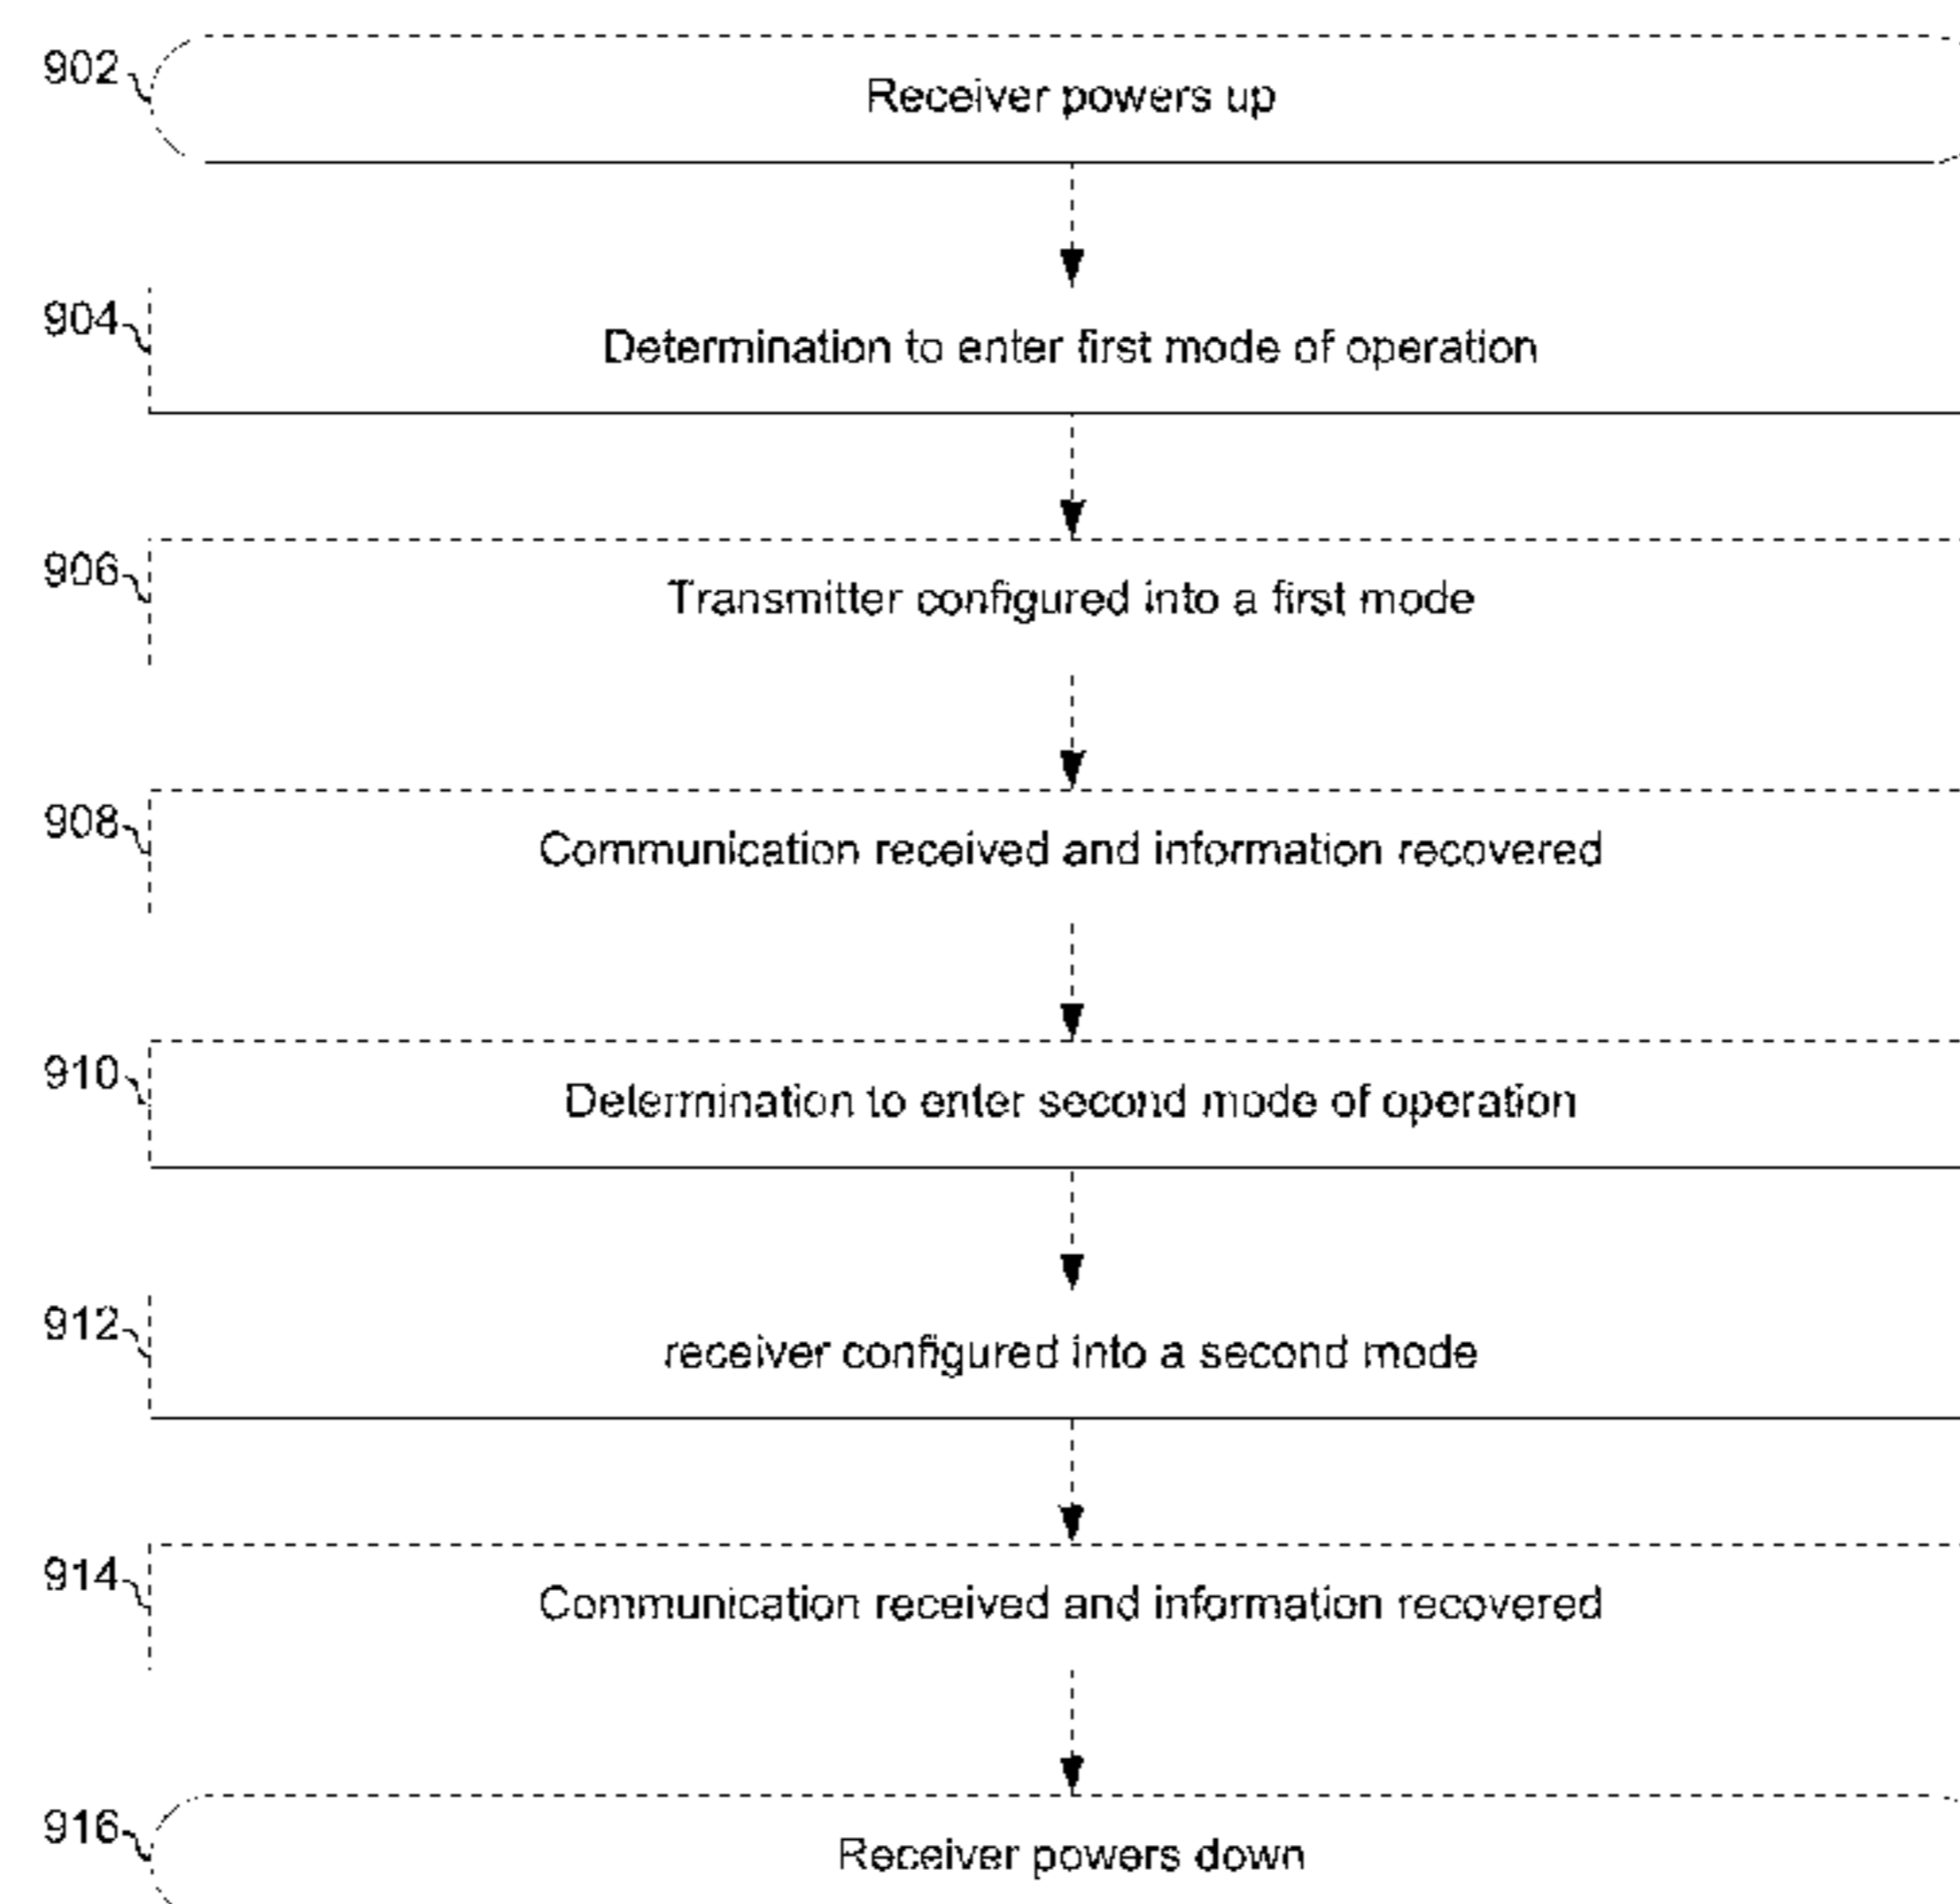 902
Receiver powers up
904
Determination to enter first mode of operation
906
Transmitter configured into a first mode
908
Communication received and information recovered
910
Determination to enter second mode of operation
912
receiver configured into a second mode
914
Communication received and information recovered
916
Receiver powers down